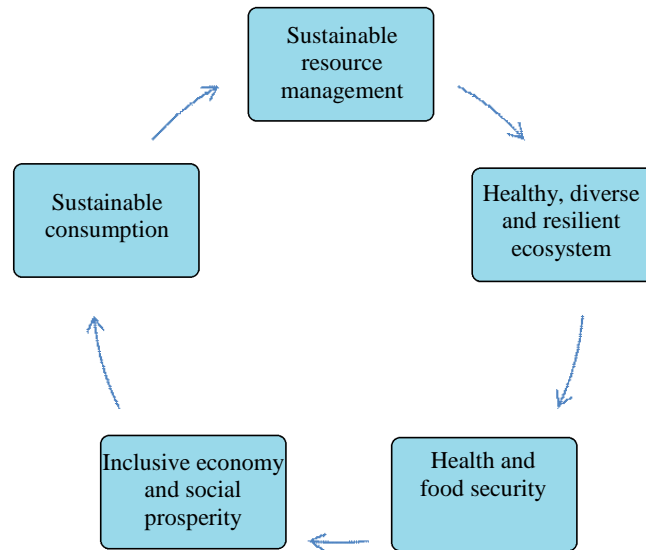 Sustainable
resource
management
Healthy, diverse
and resilient
ecosystem
Health and
food security
Inclusive economy
and social
prosperity
Sustainable
consumption